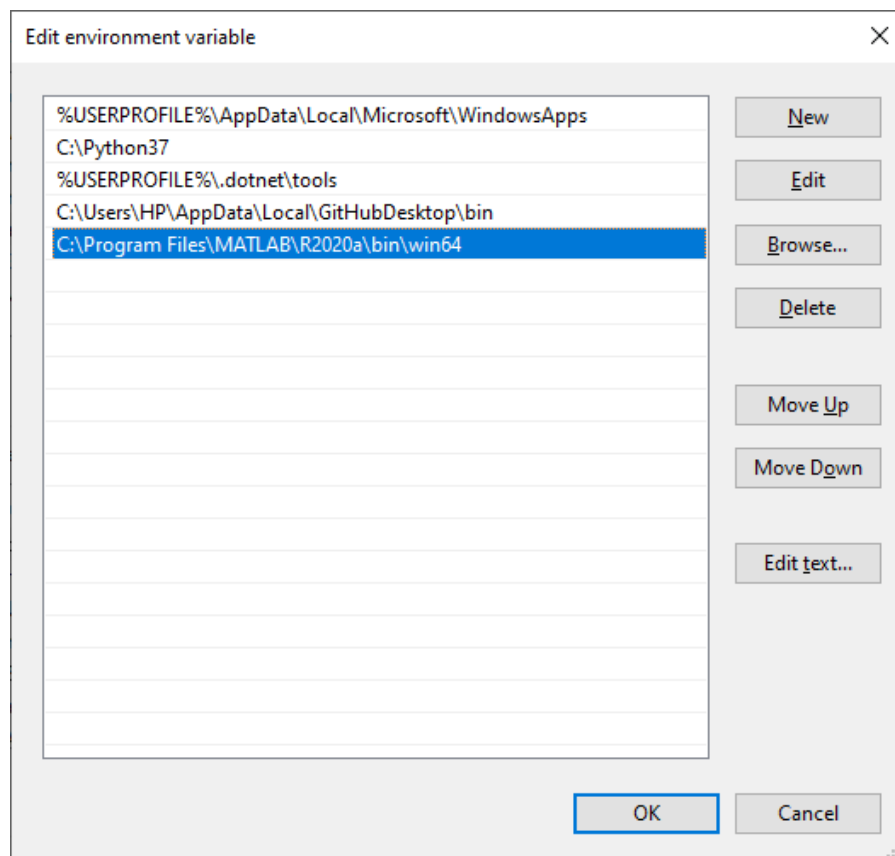 Edit environment variable
%USERPROFILE%\AppData\Local\Microsoft\WindowsApps
C:\Python37
%USERPROFILE%\.dotnet\tools
C:\Users\HP\AppData\Local\GitHubDesktop\bin
C:\Program Files\MATLAB\R2020a\bin\win64
New
Edit
Browse...
Delete
Move Up
Move Down
Edit text...
OK
Cancel